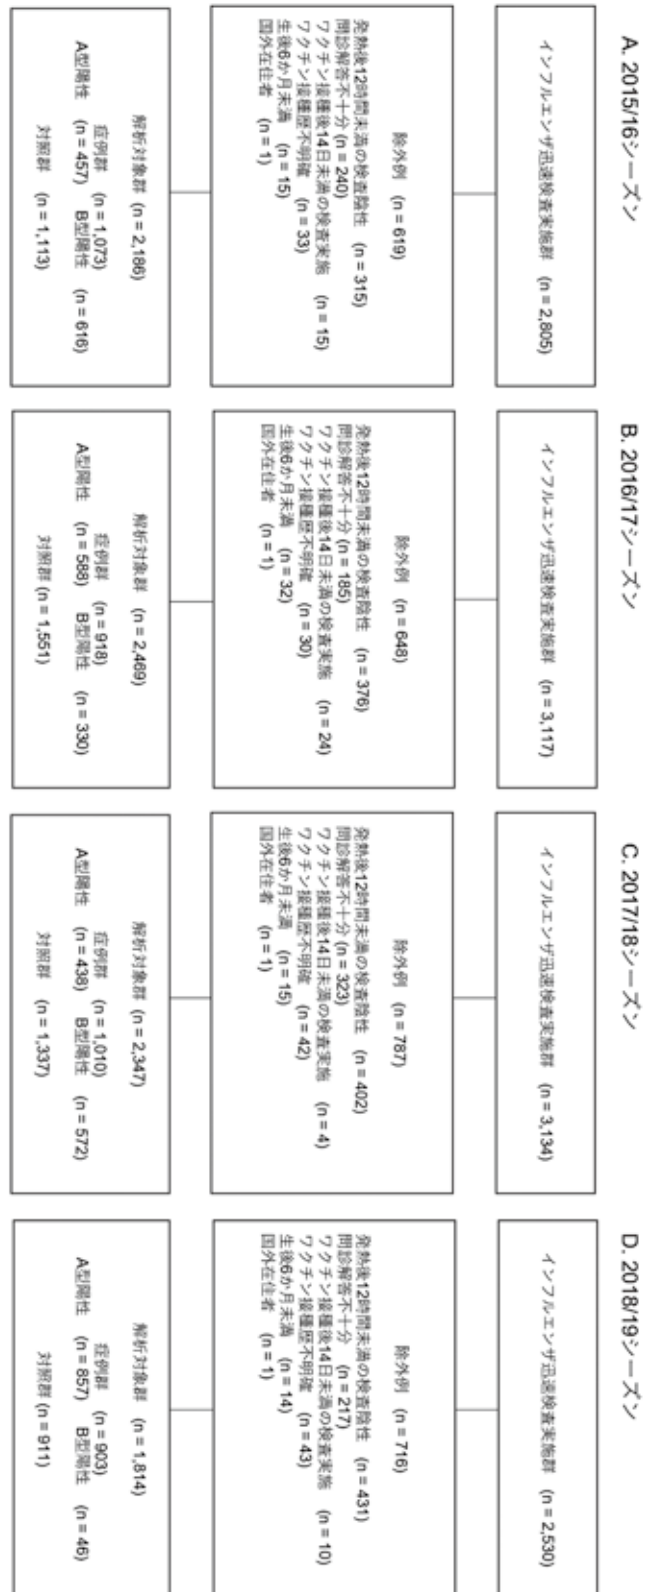 A. 2015/16シーズン
インフルエンザ迅速検査実施群 (n = 2,805)
除外例 (n = 619)
発熱後12時間未満の検査陰性 (n = 315)
問診解答不十分 (n = 240)
ワクチン接種後14日未満の検査実施 (n = 15)
ワクチン接種歴不明確 (n = 33)
生後6か月未満 (n = 15)
国外在住者 (n = 1)
解析対象群 (n = 2,186)
症例群 (n = 1,073)
A型陽性 (n = 457) B型陽性 (n = 616)
対照群 (n = 1,113)
B. 2016/17シーズン
インフルエンザ迅速検査実施群 (n = 3,117)
除外例 (n = 648)
発熱後12時間未満の検査陰性 (n = 376)
問診解答不十分 (n = 185)
ワクチン接種後14日未満の検査実施 (n = 24)
ワクチン接種歴不明確 (n = 30)
生後6か月未満 (n = 32)
国外在住者 (n = 1)
解析対象群 (n = 2,469)
症例群 (n = 918)
A型陽性 (n = 588) B型陽性 (n = 330)
対照群 (n = 1,551)
C. 2017/18シーズン
インフルエンザ迅速検査実施群 (n = 3,134)
除外例 (n = 787)
発熱後12時間未満の検査陰性 (n = 402)
問診解答不十分 (n = 323)
ワクチン接種後14日未満の検査実施 (n = 4)
ワクチン接種歴不明確 (n = 42)
生後6か月未満 (n = 15)
国外在住者 (n = 1)
解析対象群 (n = 2,347)
症例群 (n = 1,010)
A型陽性 (n = 438) B型陽性 (n = 572)
対照群 (n = 1,337)
D. 2018/19シーズン
インフルエンザ迅速検査実施群 (n = 2,530)
除外例 (n = 716)
発熱後12時間未満の検査陰性 (n = 431)
問診解答不十分 (n = 217)
ワクチン接種後14日未満の検査実施 (n = 10)
ワクチン接種歴不明確 (n = 43)
生後6か月未満 (n = 14)
国外在住者 (n = 1)
解析対象群 (n = 1,814)
症例群 (n = 903)
A型陽性 (n = 857) B型陽性 (n = 46)
対照群 (n = 911)